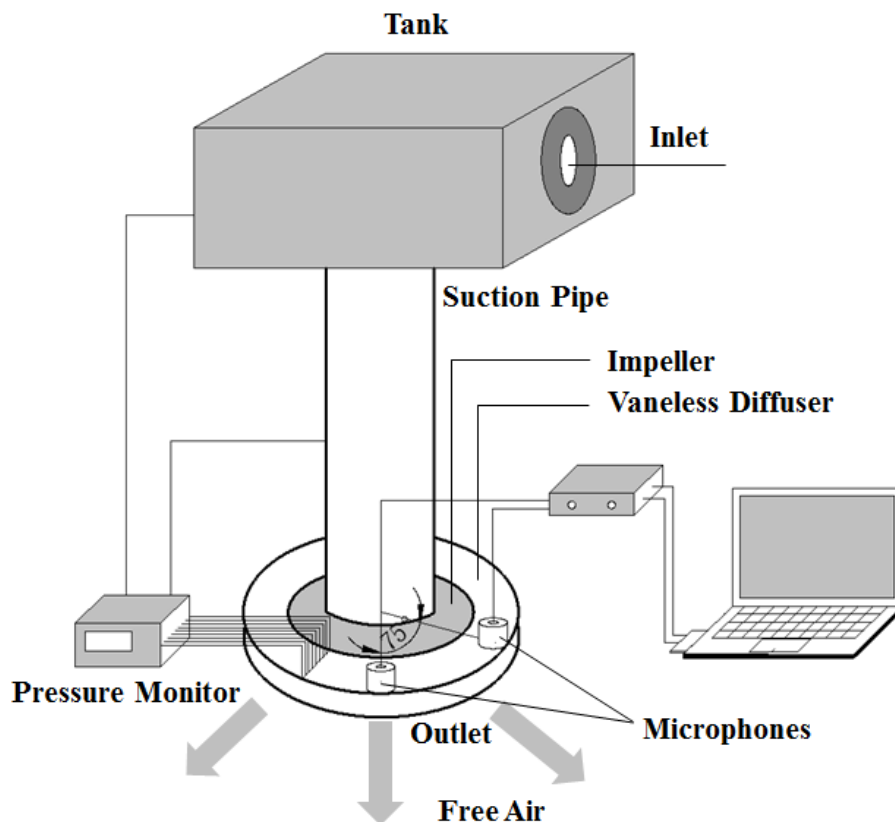 Tank
Inlet
Suction Pipe
Impeller
Vaneless Diffuser
75°
Pressure Monitor
Outlet
Microphones
Free Air